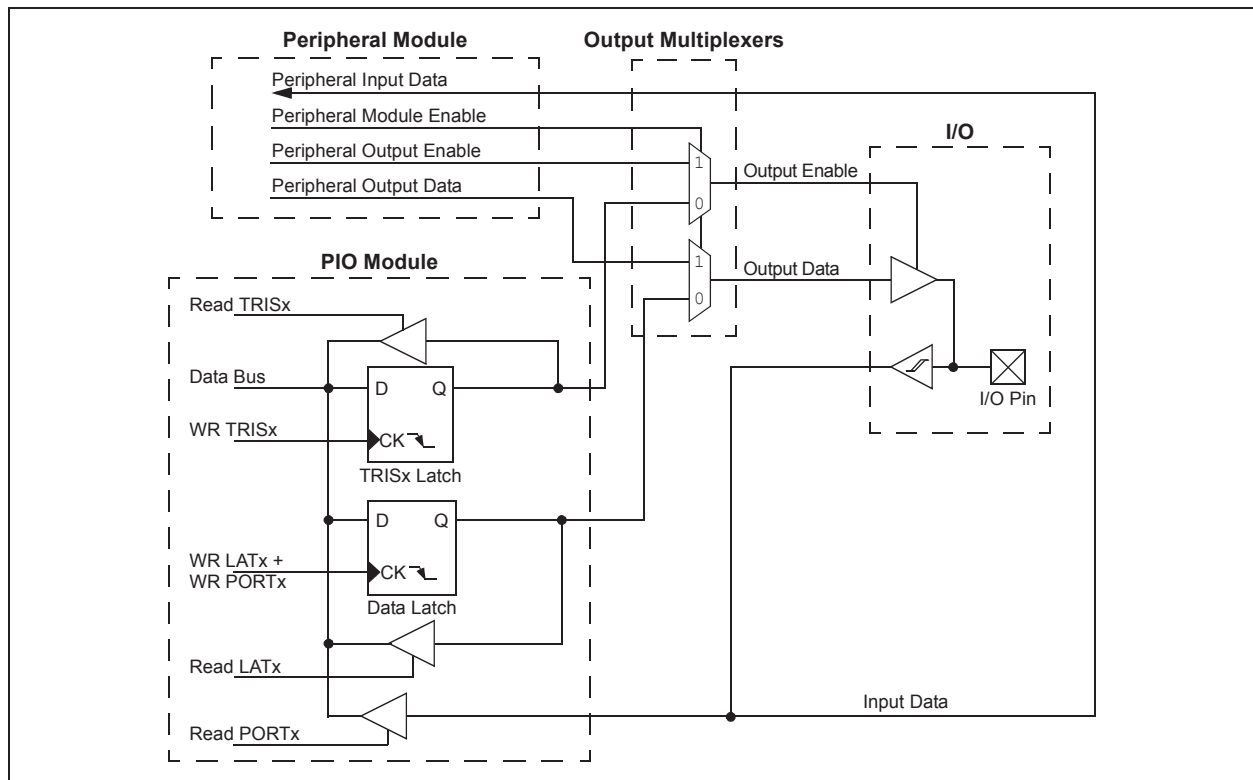 Peripheral Module
Output Multiplexers
Peripheral Input Data
Peripheral Module Enable
Peripheral Output Enable
Peripheral Output Data
1
0
Output Enable
1
0
Output Data
I/O
I/O Pin
PIO Module
Read TRISx
Data Bus
D
Q
WR TRISx
CK
TRISx Latch
D
Q
WR LATx +
WR PORTx
CK
Data Latch
Read LATx
Read PORTx
Input Data